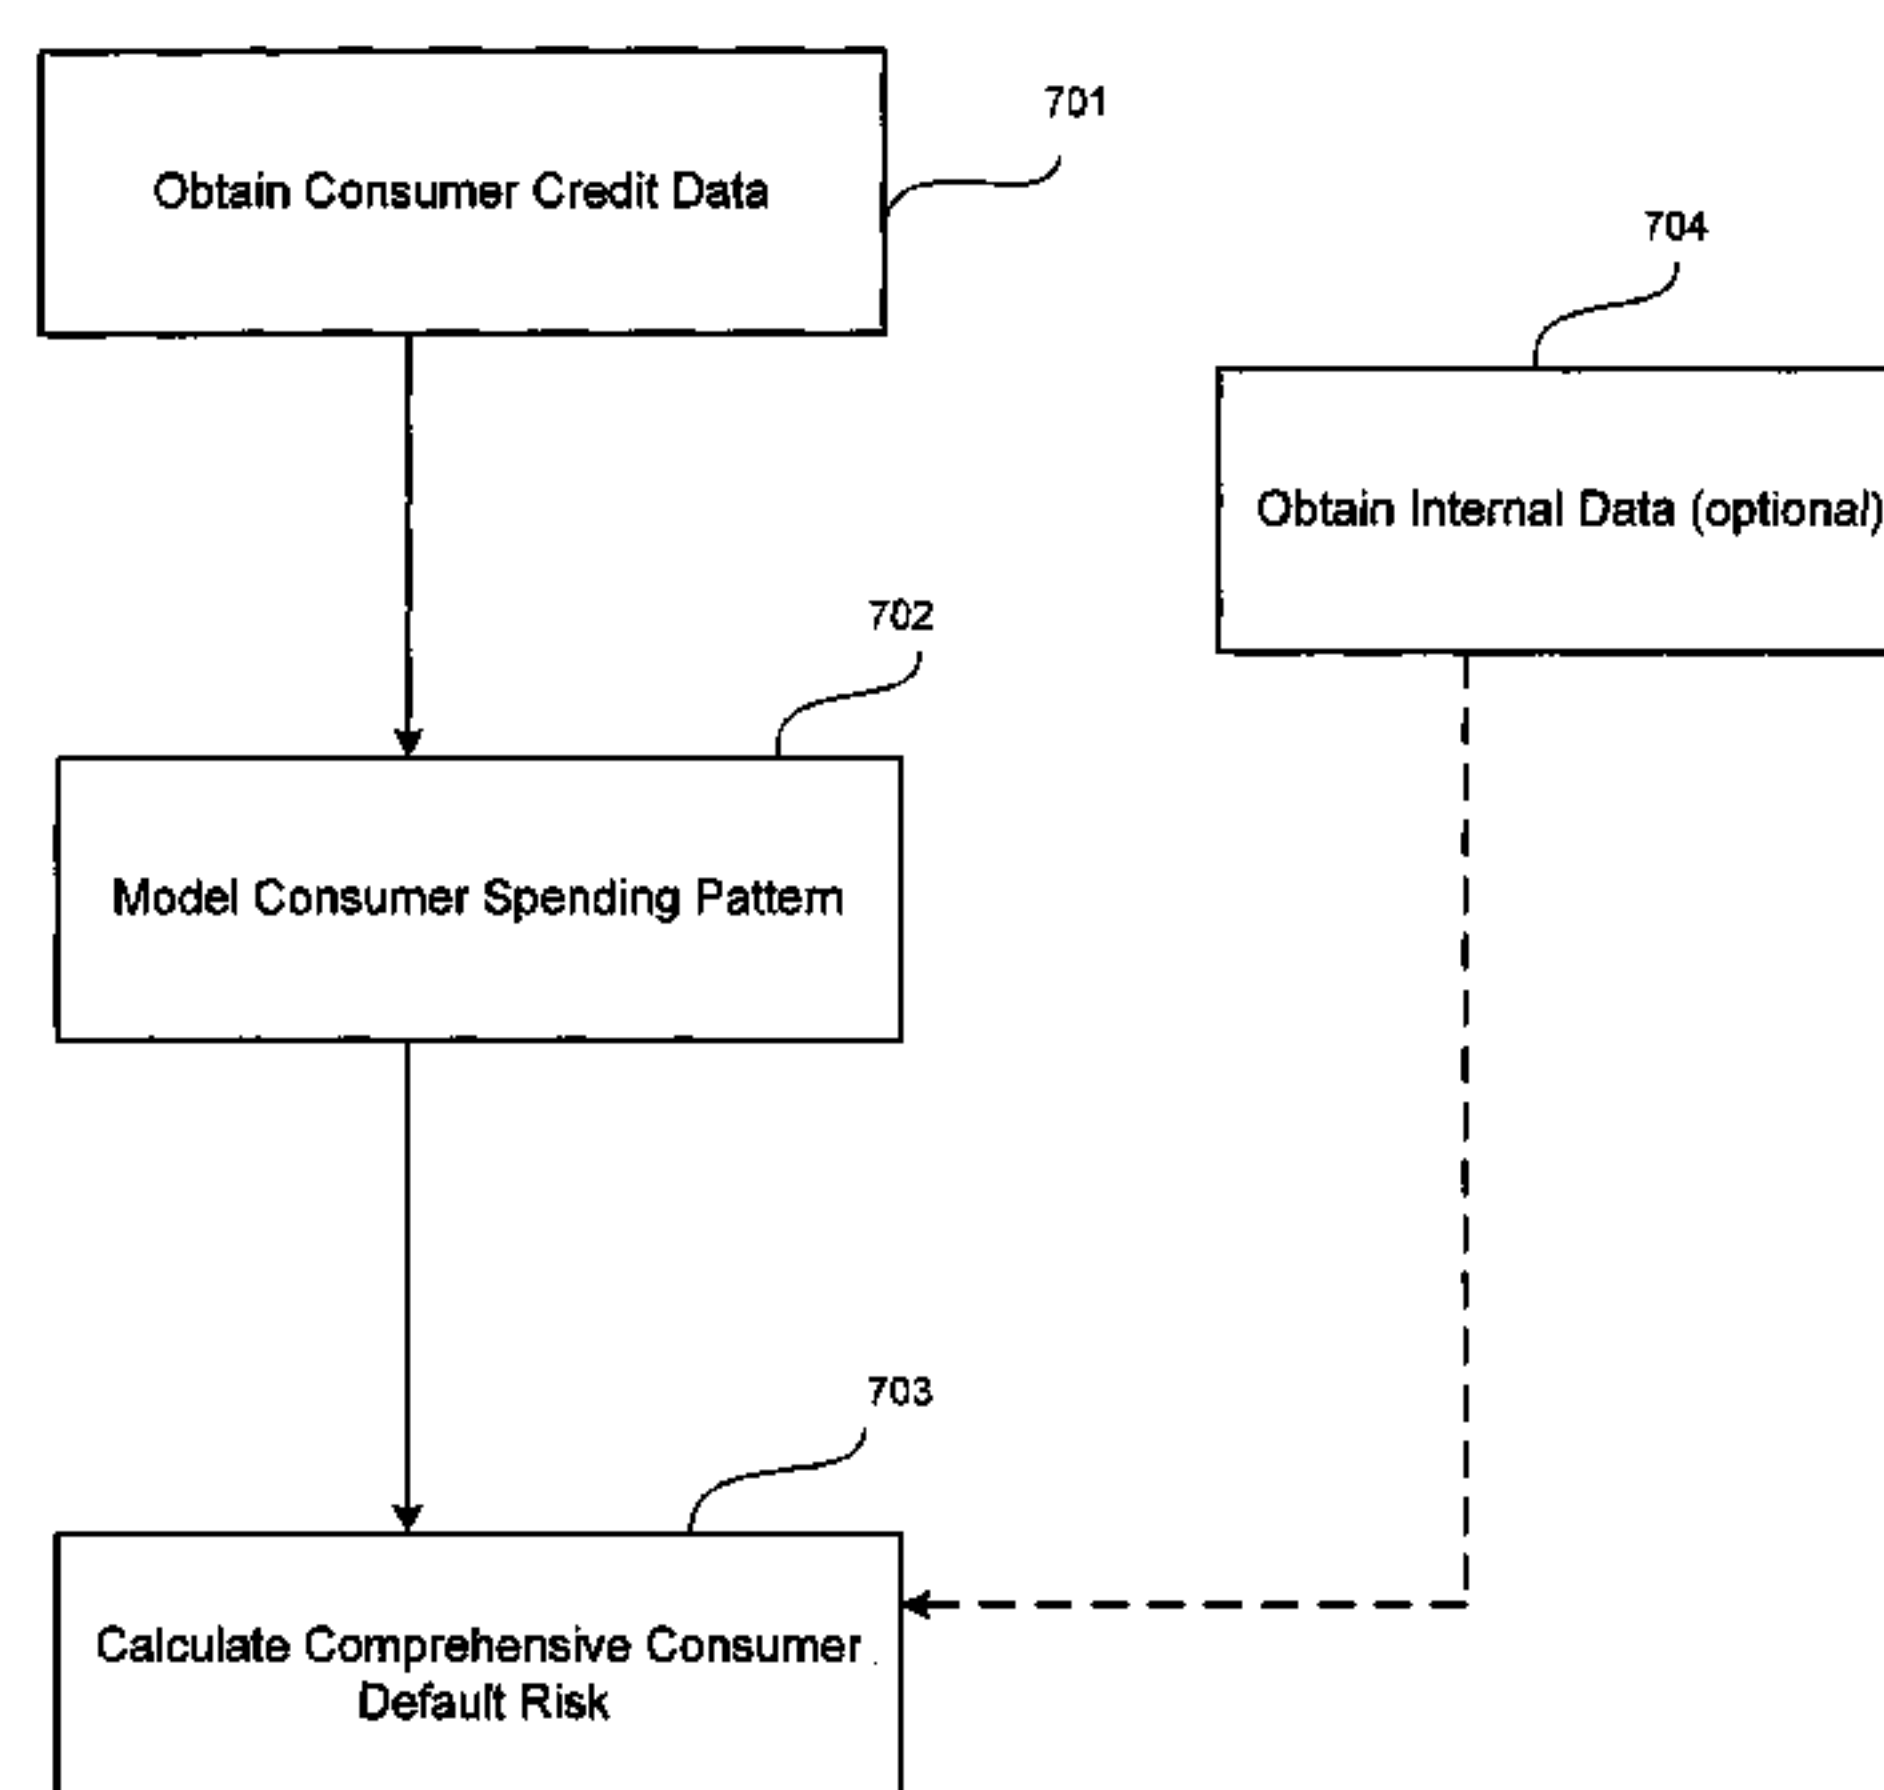 701
Obtain Consumer Credit Data
704
Obtain Internal Data (optional)
702
Model Consumer Spending Pattern
703
Calculate Comprehensive Consumer
Default Risk